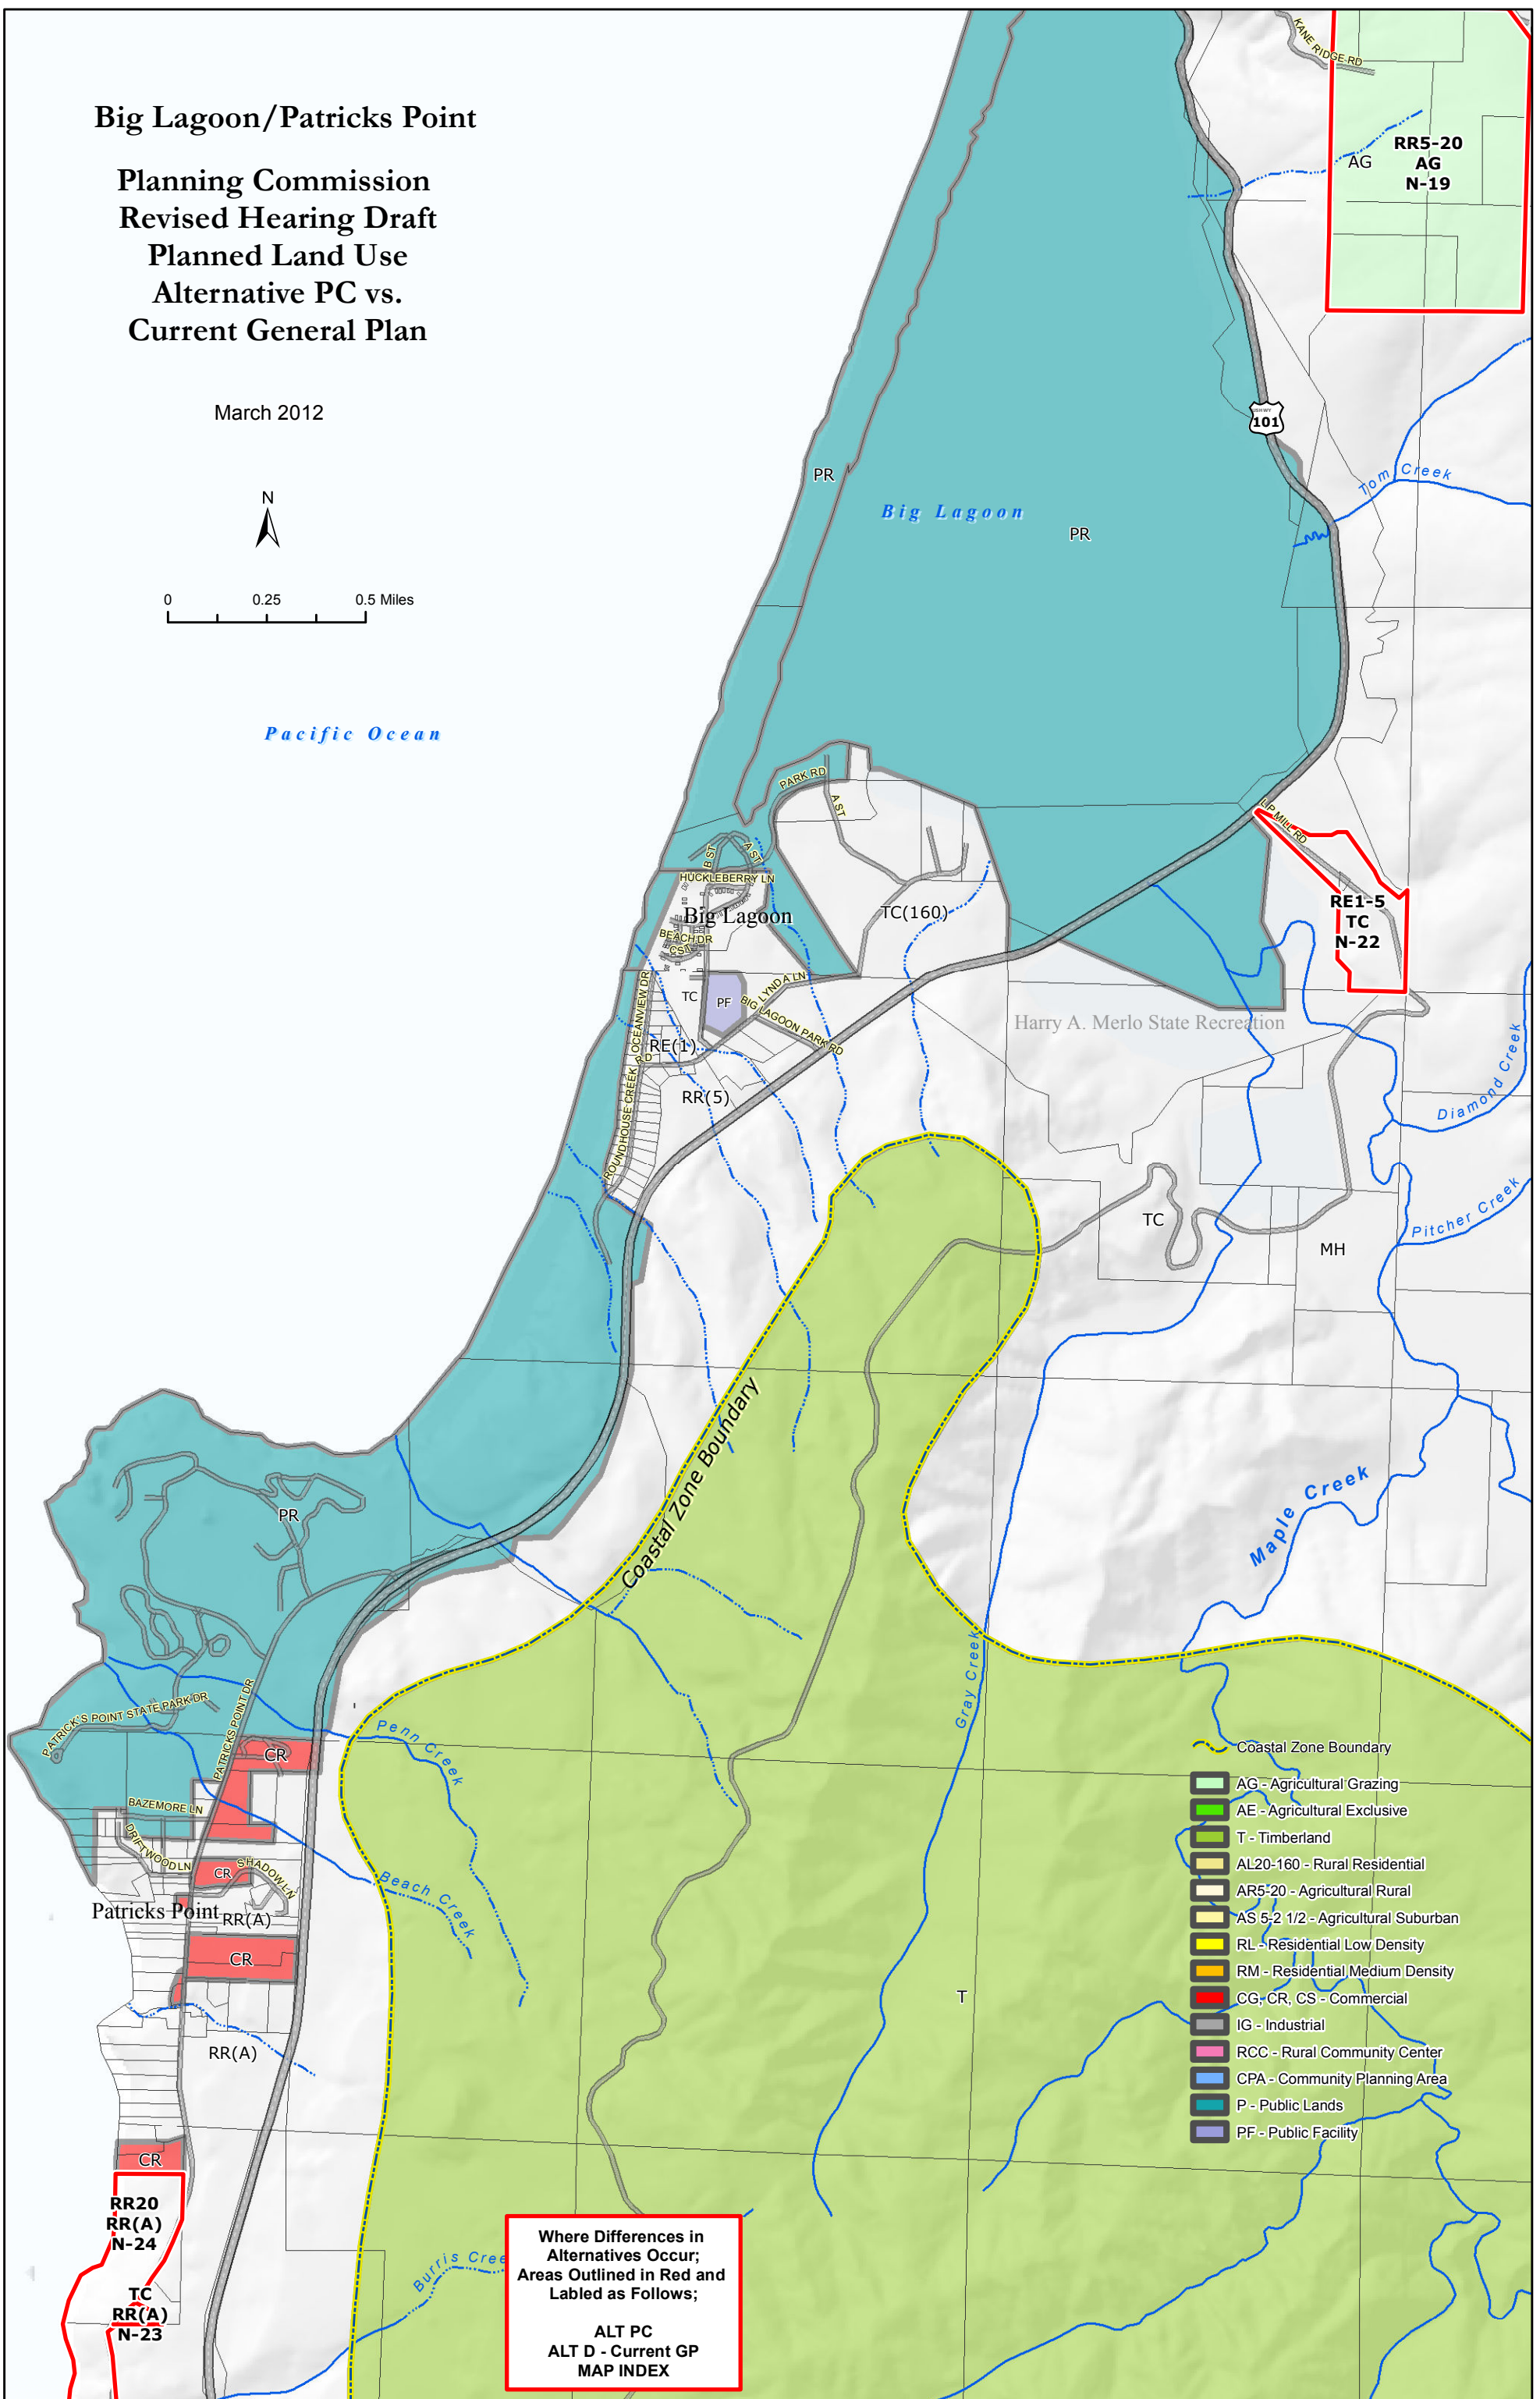 Big Lagoon/Patricks Point
Planning Commission
Revised Hearing Draft
Planned Land Use
Alternative PC vs.
Current General Plan
March 2012
N
0 0.25 0.5 Miles
KANE RIDGE RD
AG
RR5-20
AG
N-19
101
Tom Creek
PR
Big Lagoon
PR
Pacific Ocean
PARK RD
A ST
L P MILL RD
B ST
A ST
HUCKLEBERRY LN
Big Lagoon
TC(160)
RE1-5
TC
N-22
BEACH DR
C ST
OCEANVIEW DR
TC
PF
BIG LYNDA LN
BIG LAGOON PARK RD
Harry A. Merlo State Recreation
RE(1)
RR(5)
ROUNDHOUSE CREEK RD
Diamond Creek
Pitcher Creek
TC
MH
Coastal Zone Boundary
Maple Creek
PR
Gray Creek
PATRICK'S POINT STATE PARK DR
PATRICKS POINT DR
Penn Creek
CR
BAZEMORE LN
DRIFTWOOD LN
CR
SHADOW LN
Beach Creek
Patricks Point
RR(A)
CR
T
RR(A)
CR
RR20
RR(A)
N-24
TC
RR(A)
N-23
Burris Cree
Coastal Zone Boundary
AG - Agricultural Grazing
AE - Agricultural Exclusive
T - Timberland
AL20-160 - Rural Residential
AR5-20 - Agricultural Rural
AS 5-2 1/2 - Agricultural Suburban
RL - Residential Low Density
RM - Residential Medium Density
CG, CR, CS - Commercial
IG - Industrial
RCC - Rural Community Center
CPA - Community Planning Area
P - Public Lands
PF - Public Facility
Where Differences in
Alternatives Occur;
Areas Outlined in Red and
Labled as Follows;
ALT PC
ALT D - Current GP
MAP INDEX